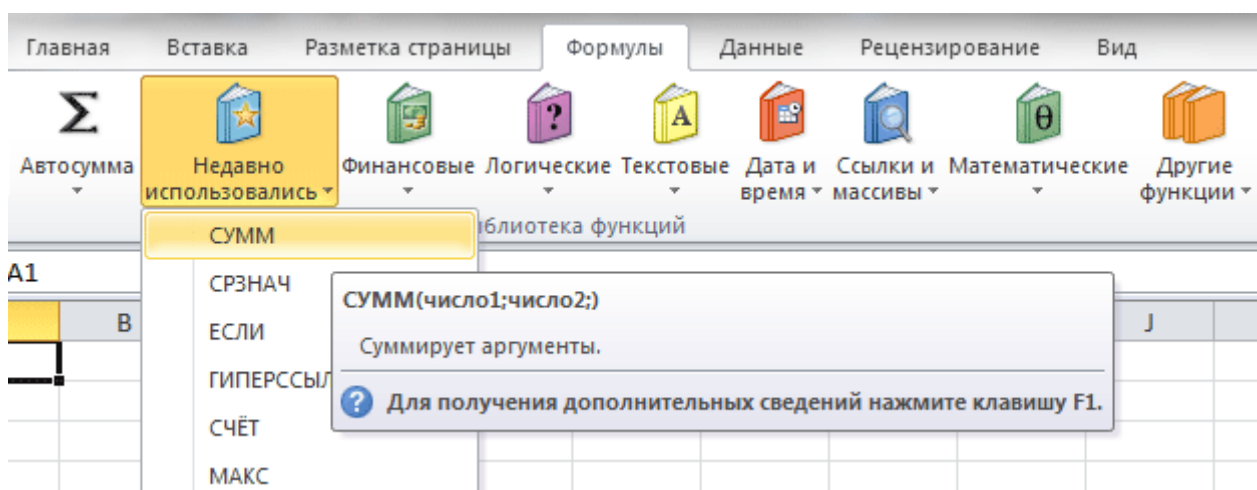 Главная Вставка Разметка страницы Формулы Данные Рецензирование Вид
Σ ? A θ
Автосумма Недавно использовались Финансовые Логические Текстовые Дата и время Ссылки и массивы Математические Другие функции
блиотека функций
СУММ
A1
СРЗНАЧ
СУММ(число1;число2;)
B J
ЕСЛИ
Суммирует аргументы.
ГИПЕРССЫЛ
? Для получения дополнительных сведений нажмите клавишу F1.
СЧЁТ
МАКС